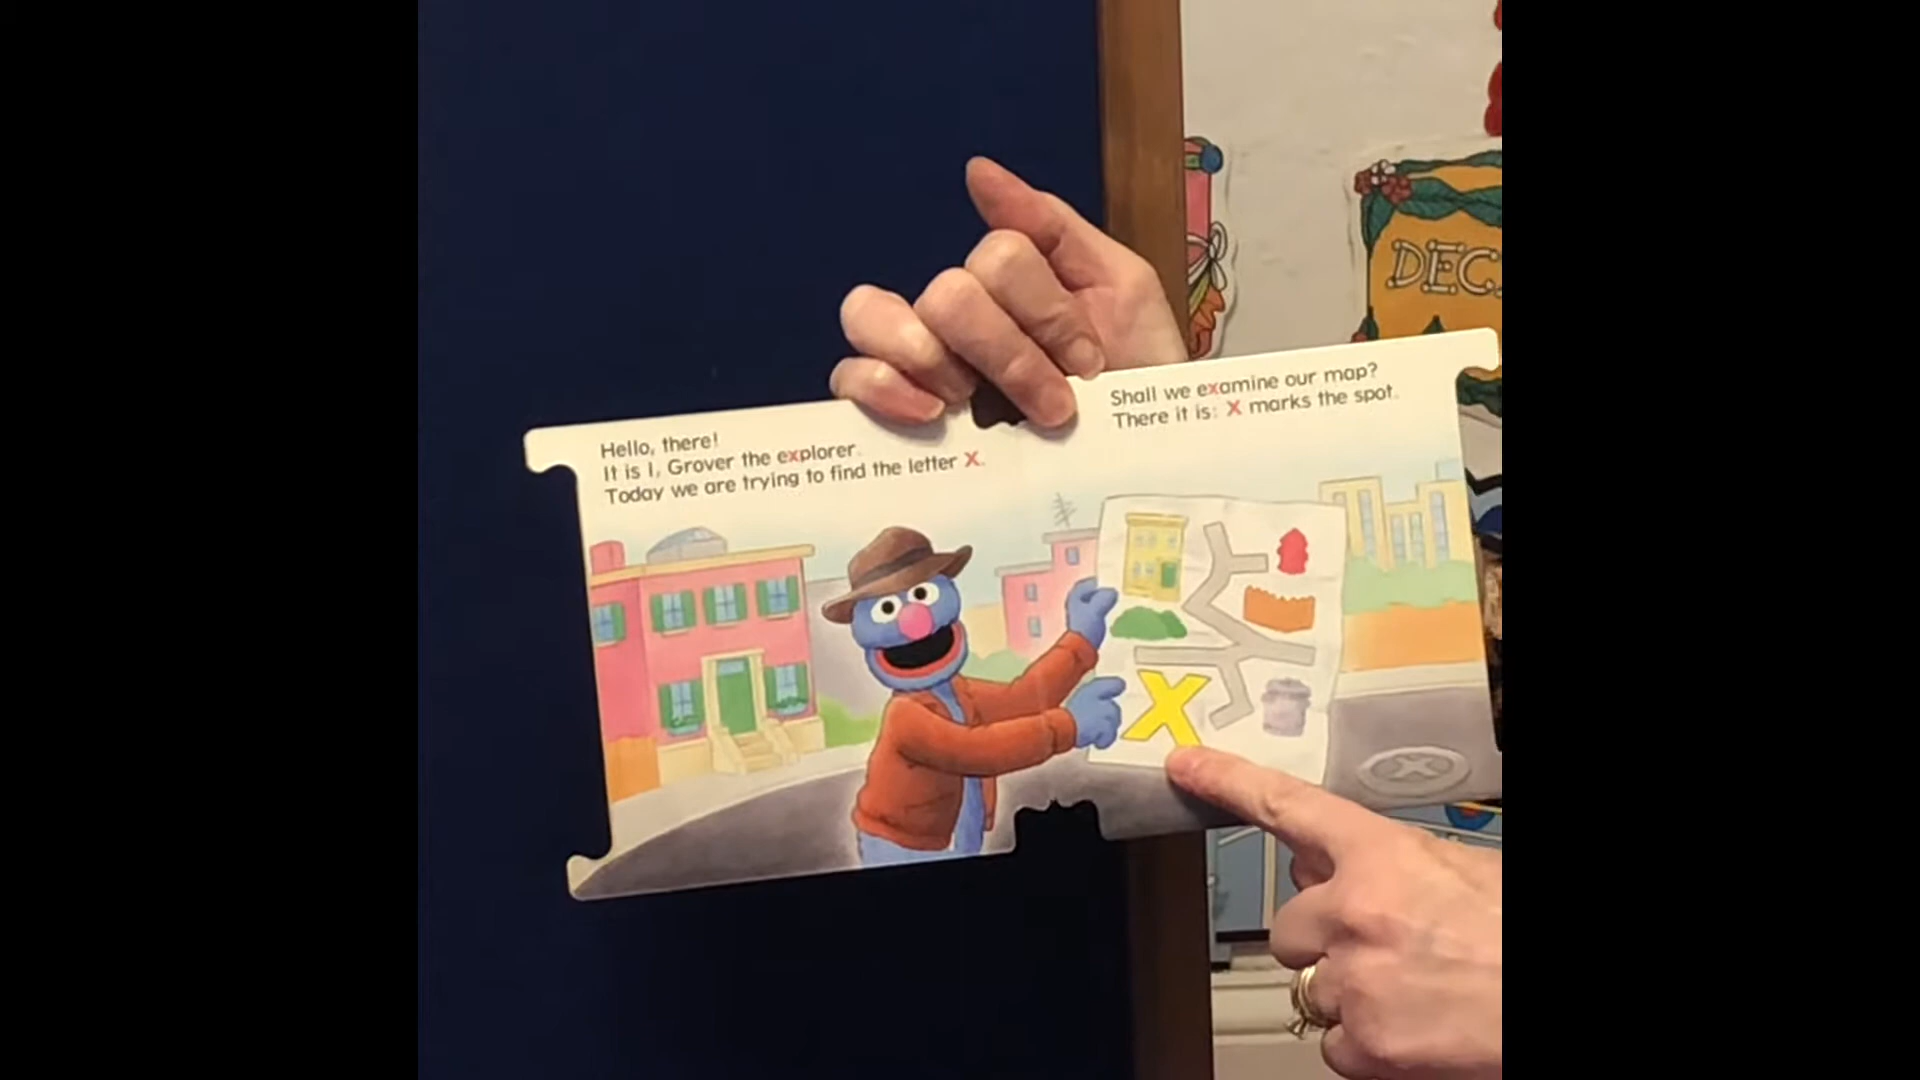 Hello, there!
It is I, Grover the explorer.
Today we are trying to find the letter X.
Shall we examine our map?
There it is: X marks the spot.
X
DEC.